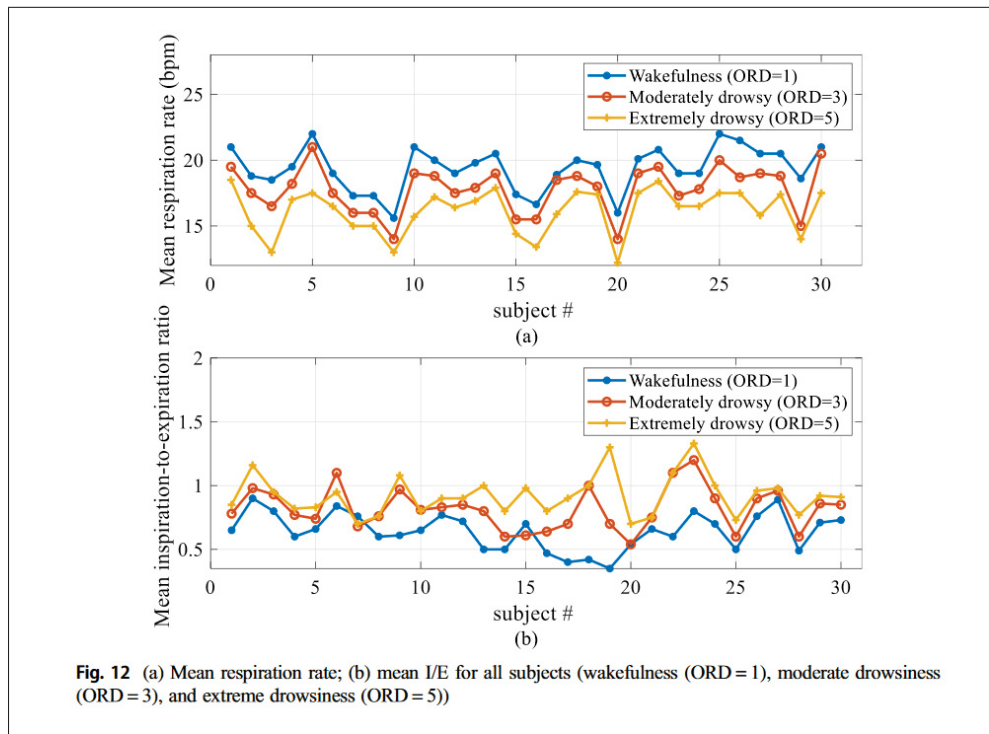 Mean respiration rate (bpm)
25
20
15
Wakefulness (ORD=1)
Moderately drowsy (ORD=3)
Extremely drowsy (ORD=5)
0 5 10 15 20 25 30
subject #
(a)
Mean inspiration-to-expiration ratio
2
1.5
1
0.5
Wakefulness (ORD=1)
Moderately drowsy (ORD=3)
Extremely drowsy (ORD=5)
0 5 10 15 20 25 30
subject #
(b)
Fig. 12 (a) Mean respiration rate; (b) mean I/E for all subjects (wakefulness (ORD = 1), moderate drowsiness
(ORD = 3), and extreme drowsiness (ORD = 5))